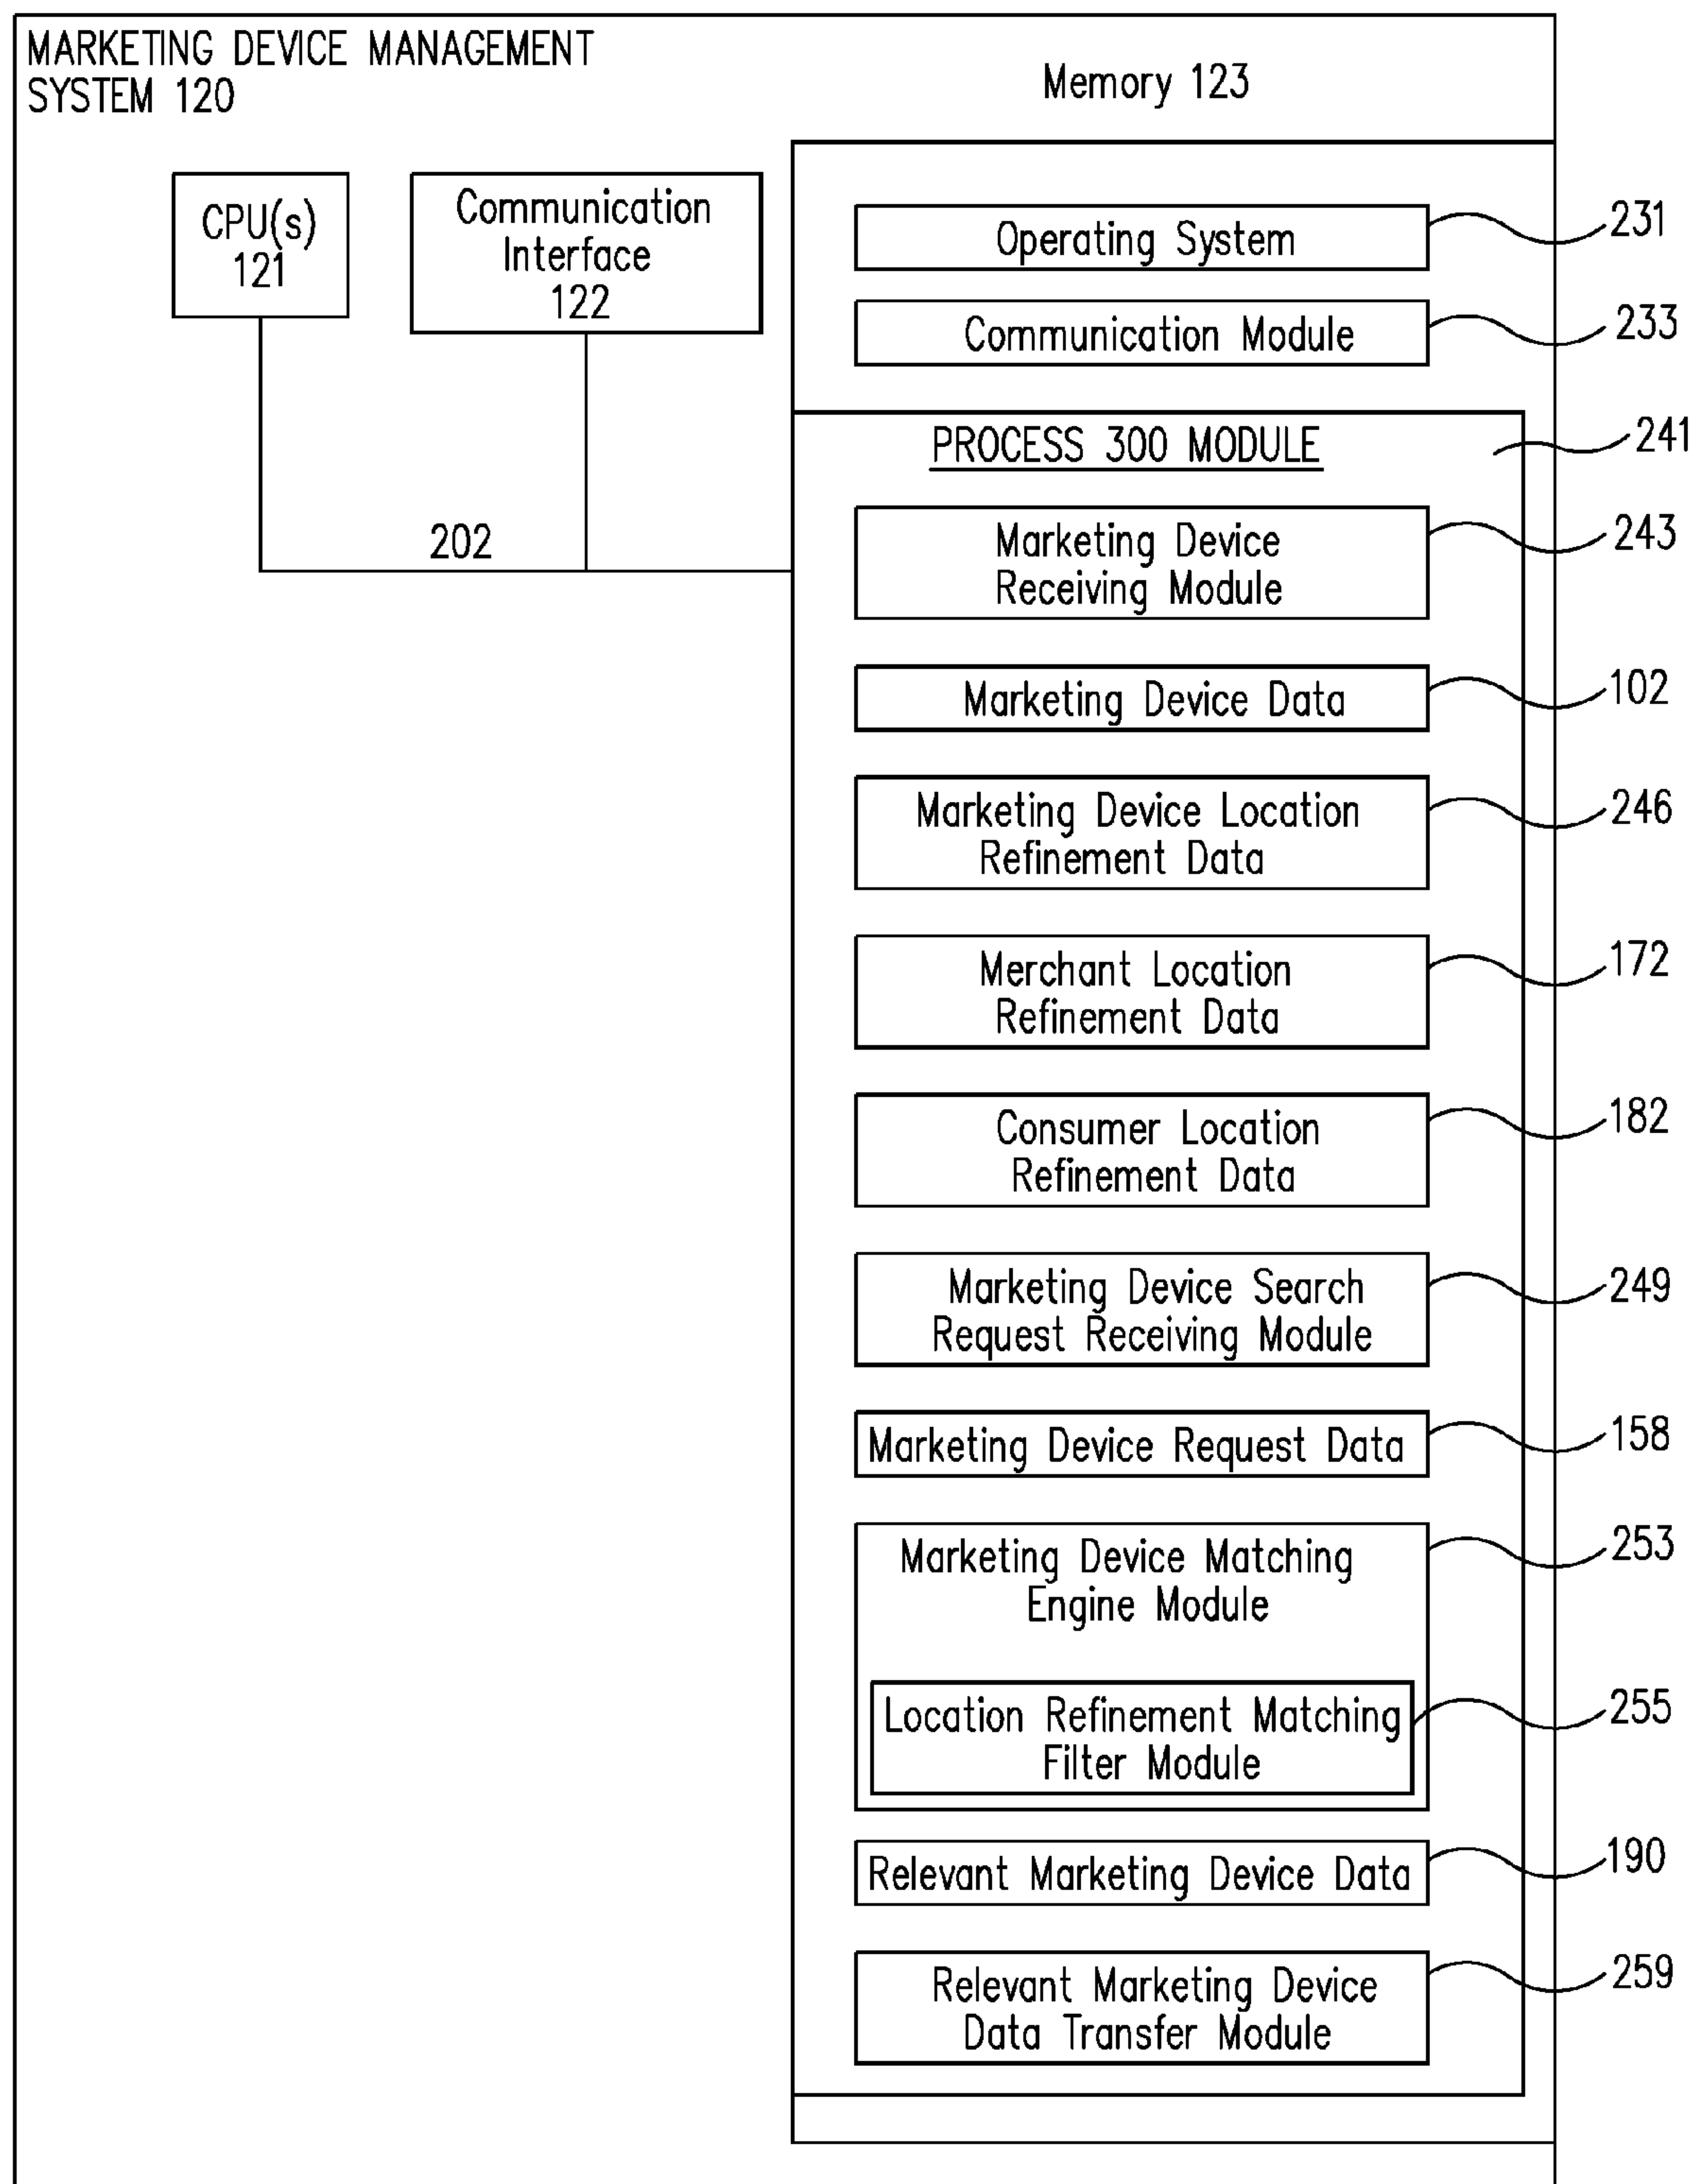 MARKETING DEVICE MANAGEMENT
SYSTEM 120
Memory 123
CPU(s)
121
Communication
Interface
122
202
Operating System
231
Communication Module
233
PROCESS 300 MODULE
241
Marketing Device
Receiving Module
243
Marketing Device Data
102
Marketing Device Location
Refinement Data
246
Merchant Location
Refinement Data
172
Consumer Location
Refinement Data
182
Marketing Device Search
Request Receiving Module
249
Marketing Device Request Data
158
Marketing Device Matching
Engine Module
253
Location Refinement Matching
Filter Module
255
Relevant Marketing Device Data
190
Relevant Marketing Device
Data Transfer Module
259